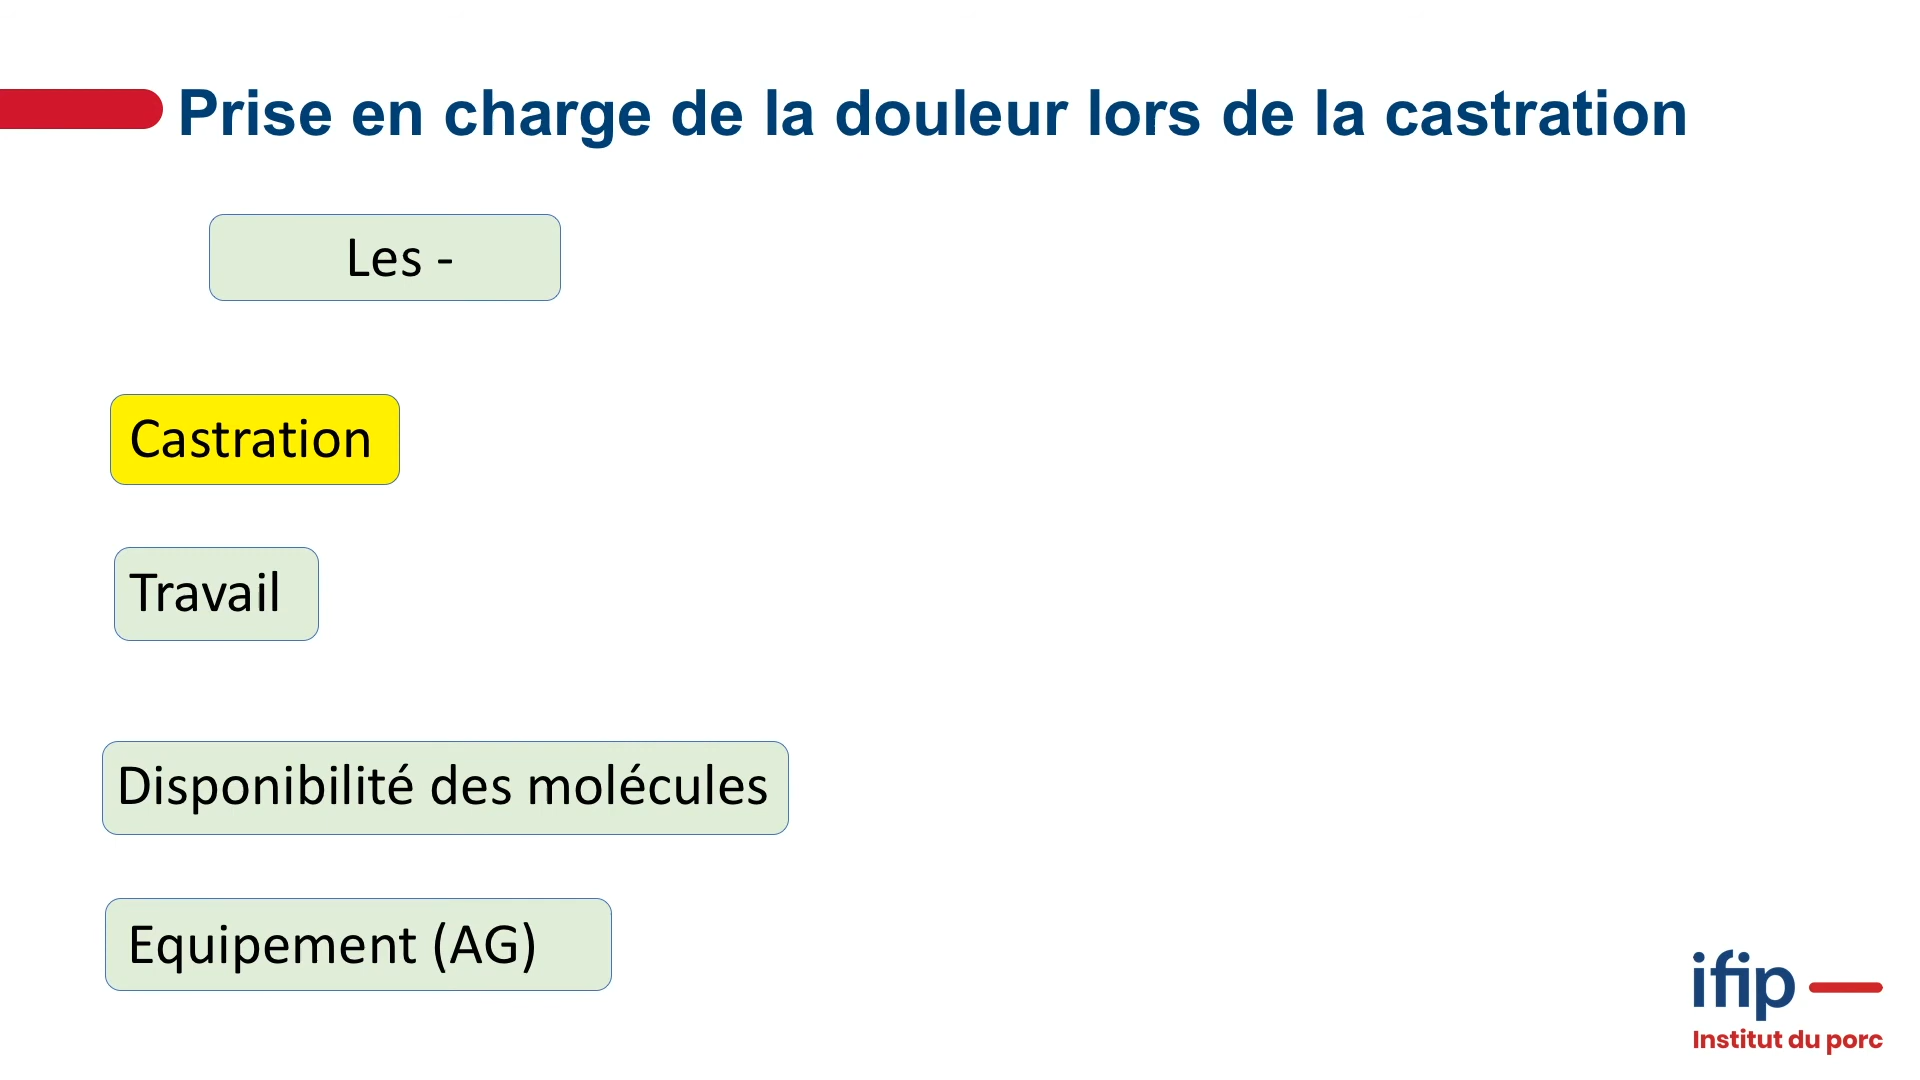 Prise en charge de la douleur lors de la castration
Les -
Castration
Travail
Disponibilité des molécules
Equipement (AG)
ifip
Institut du porc